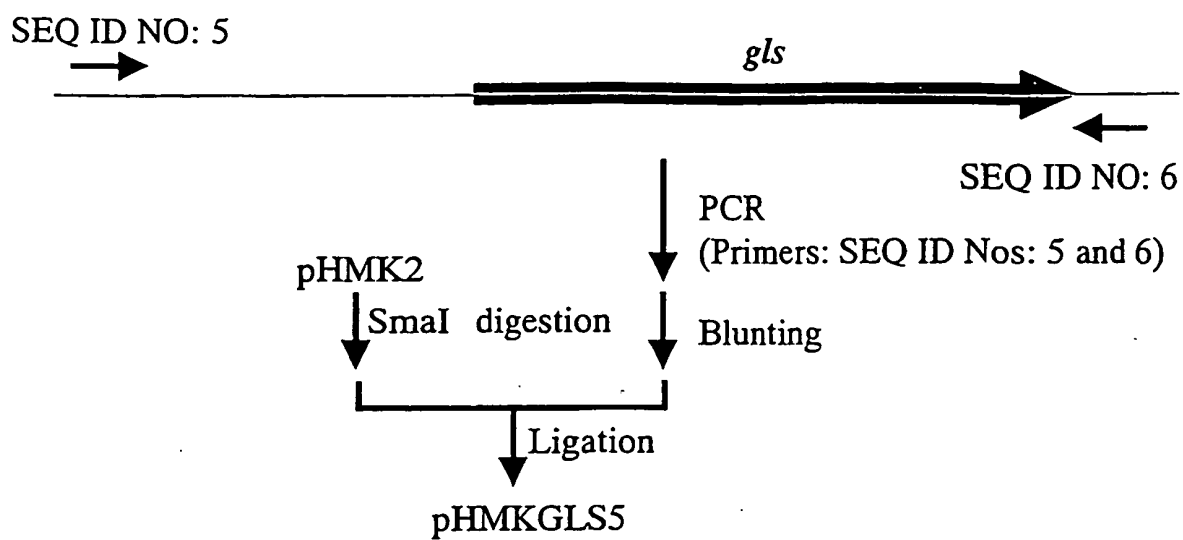 SEQ ID NO: 5
gls
SEQ ID NO: 6
PCR
(Primers: SEQ ID Nos: 5 and 6)
pHMK2
SmaI digestion
Blunting
Ligation
pHMKGLS5